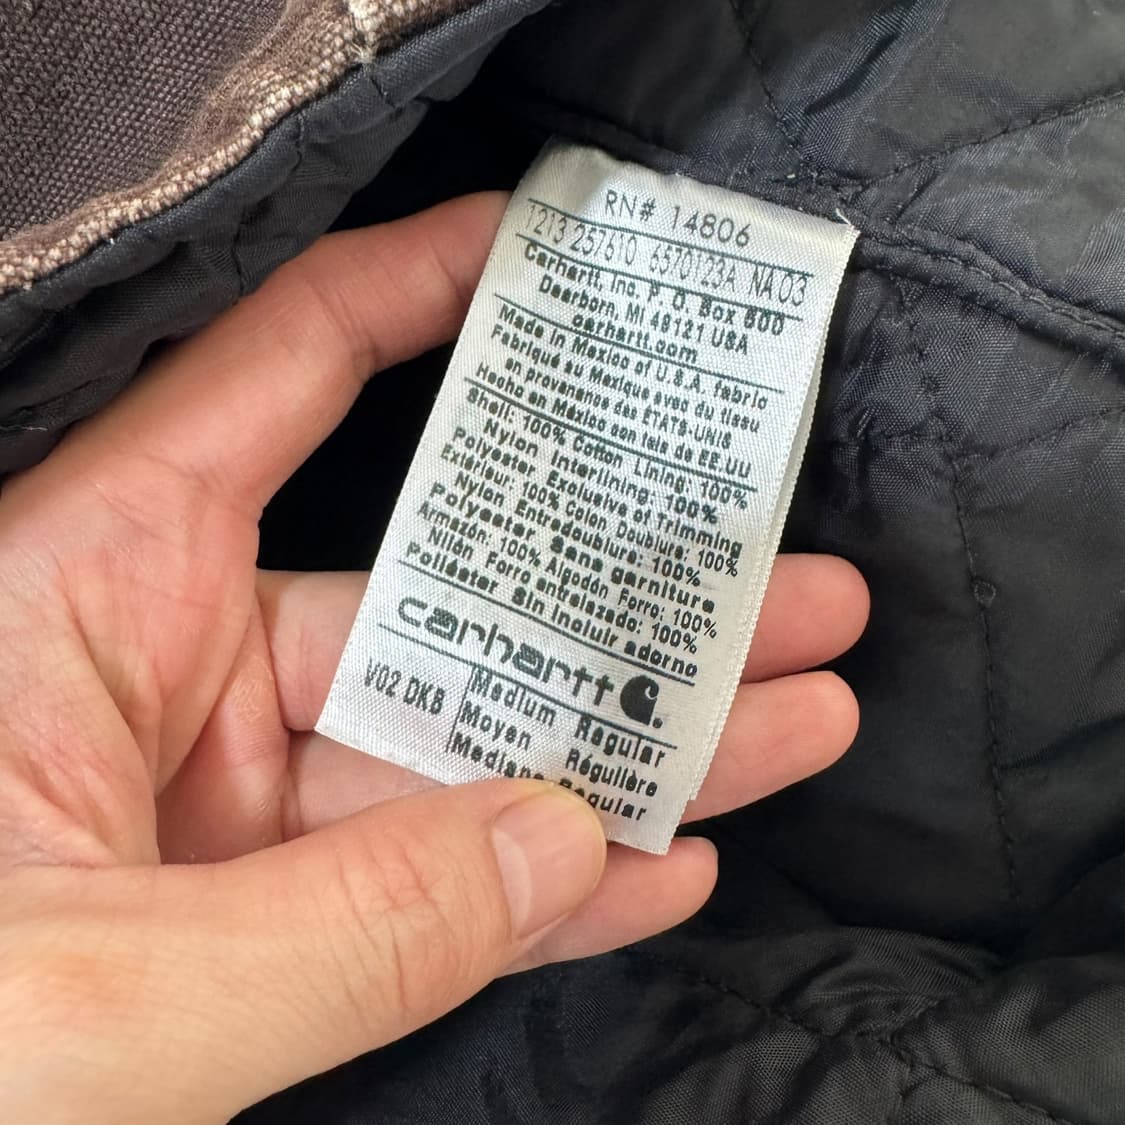 RN# 14806
1213 257610 6570123A NA03
Carhartt, Inc. P. O. Box 600
Dearborn, MI 48121 USA
carhartt.com
Made in Mexico of U.S.A. fabric
Fabriqué au Mexique avec du tissu
en provenance des ÉTATS-UNIS
Hecho en México con tela de EE.UU
Shell: 100% Cotton Lining: 100%
Nylon Interlining: 100%
Polyester Exclusive of Trimming
Extérieur: 100% Coton Doublure: 100%
Nylon Entredoublure: 100%
Polyester Sans garniture
Armazón: 100% Algodón Forro: 100%
Nilón Forro entrelazado: 100%
Poliéster Sin incluir adorno
carhartt
V02 DKB
Medium Regular
Moyen Régulière
Mediano Regular